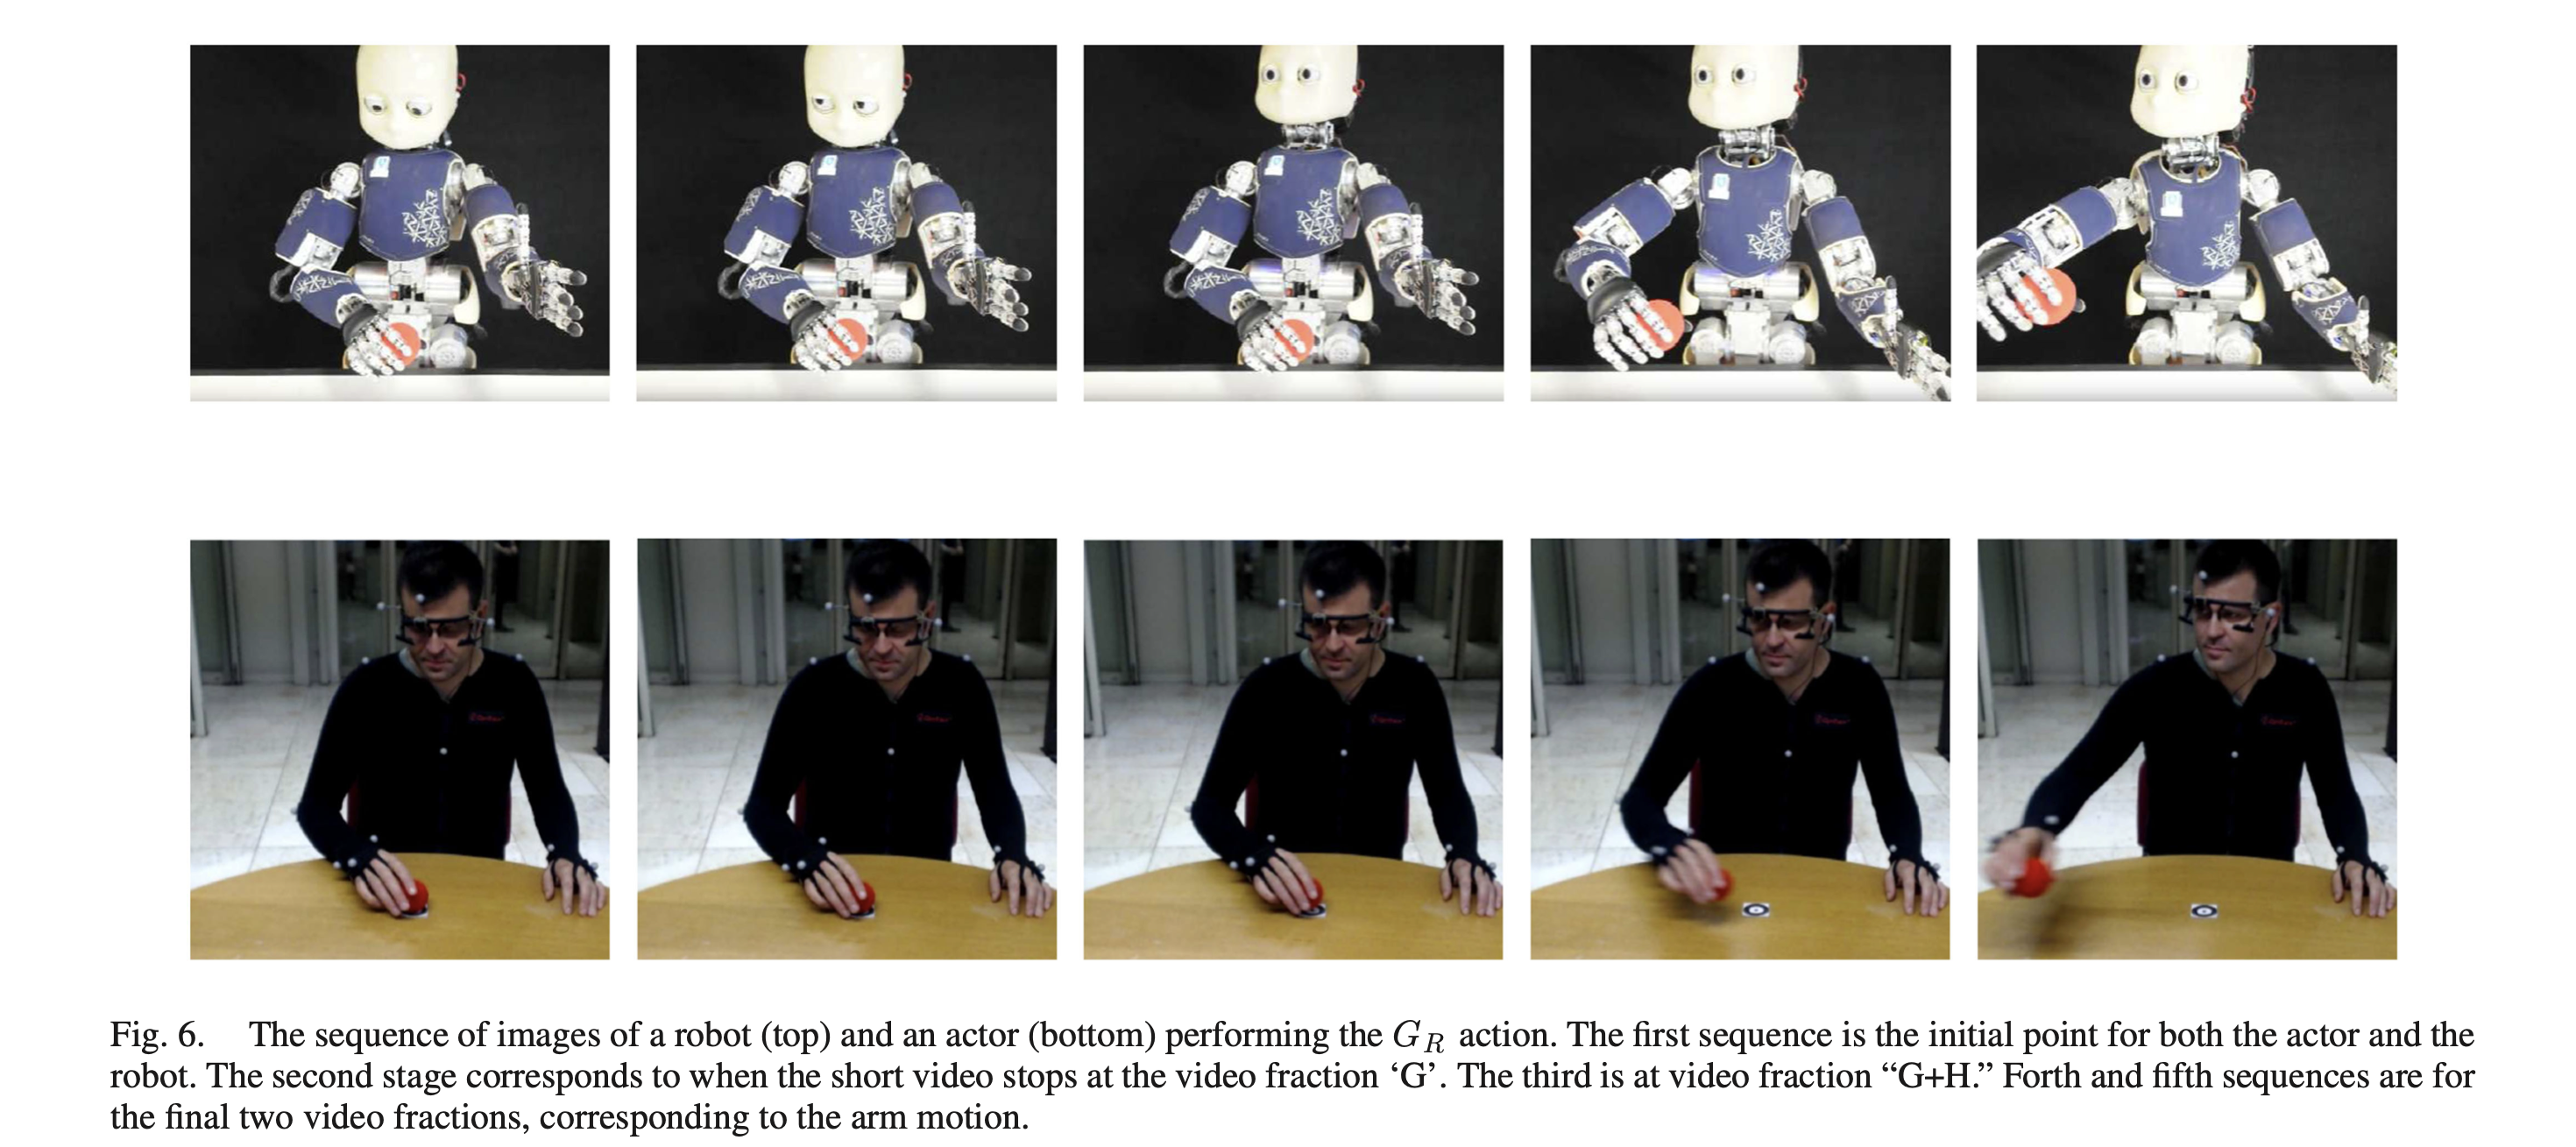 Fig. 6. The sequence of images of a robot (top) and an actor (bottom) performing the G_R action. The first sequence is the initial point for both the actor and the
robot. The second stage corresponds to when the short video stops at the video fraction ‘G’. The third is at video fraction “G+H.” Forth and fifth sequences are for
the final two video fractions, corresponding to the arm motion.